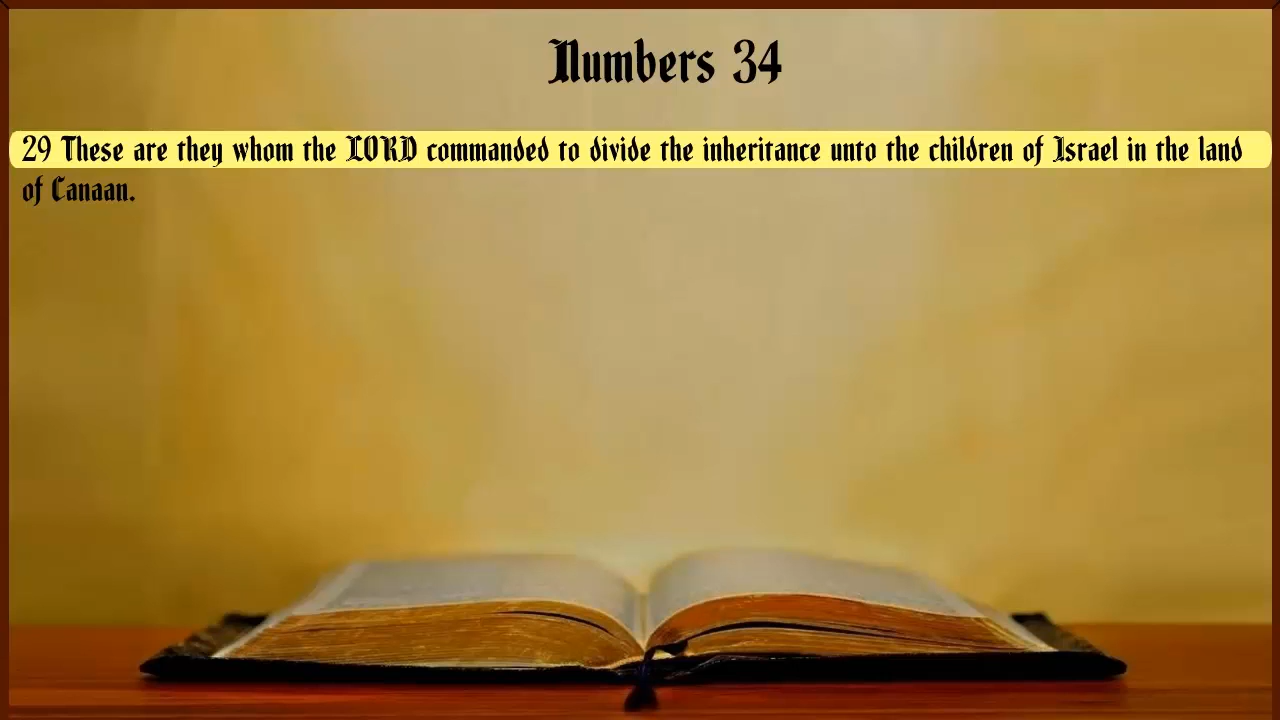 Numbers 34
29 These are they whom the LORD commanded to divide the inheritance unto the children of Israel in the land
of Canaan.